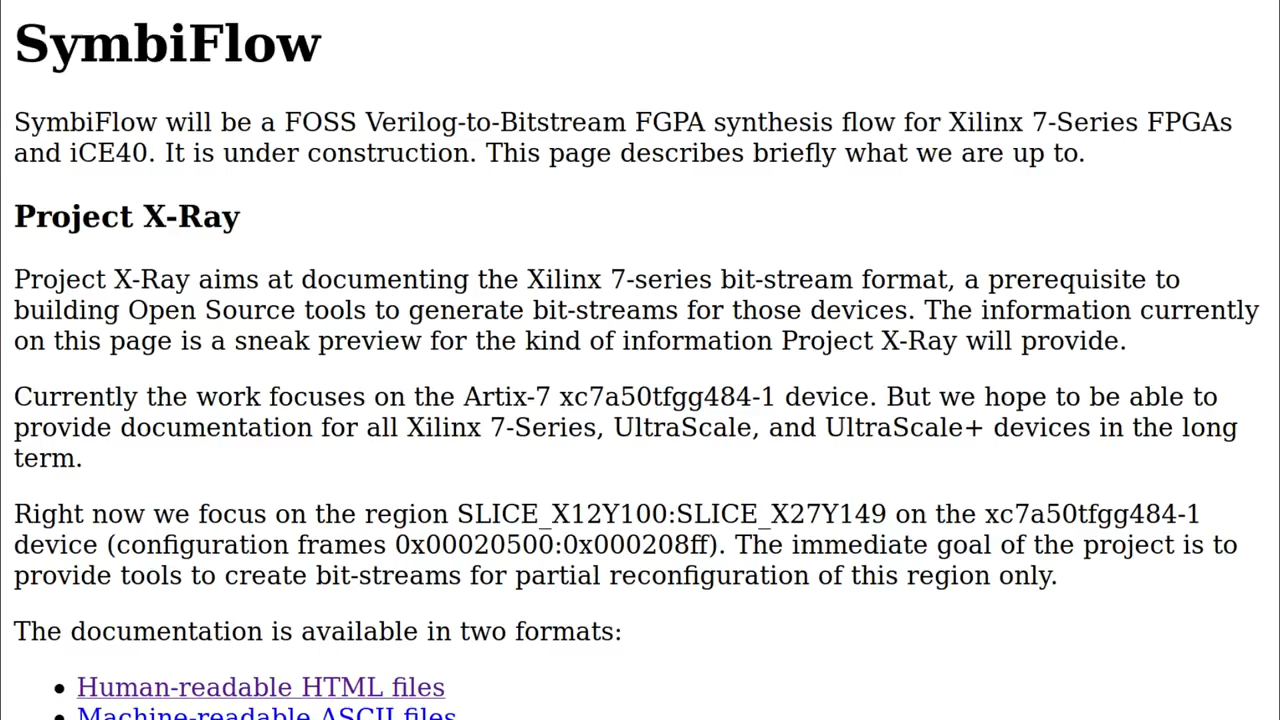 SymbiFlow
SymbiFlow will be a FOSS Verilog-to-Bitstream FGPA synthesis flow for Xilinx 7-Series FPGAs
and iCE40. It is under construction. This page describes briefly what we are up to.
Project X-Ray
Project X-Ray aims at documenting the Xilinx 7-series bit-stream format, a prerequisite to
building Open Source tools to generate bit-streams for those devices. The information currently
on this page is a sneak preview for the kind of information Project X-Ray will provide.
Currently the work focuses on the Artix-7 xc7a50tfgg484-1 device. But we hope to be able to
provide documentation for all Xilinx 7-Series, UltraScale, and UltraScale+ devices in the long
term.
Right now we focus on the region SLICE_X12Y100:SLICE_X27Y149 on the xc7a50tfgg484-1
device (configuration frames 0x00020500:0x000208ff). The immediate goal of the project is to
provide tools to create bit-streams for partial reconfiguration of this region only.
The documentation is available in two formats:
• Human-readable HTML files
• Machine-readable ASCII files